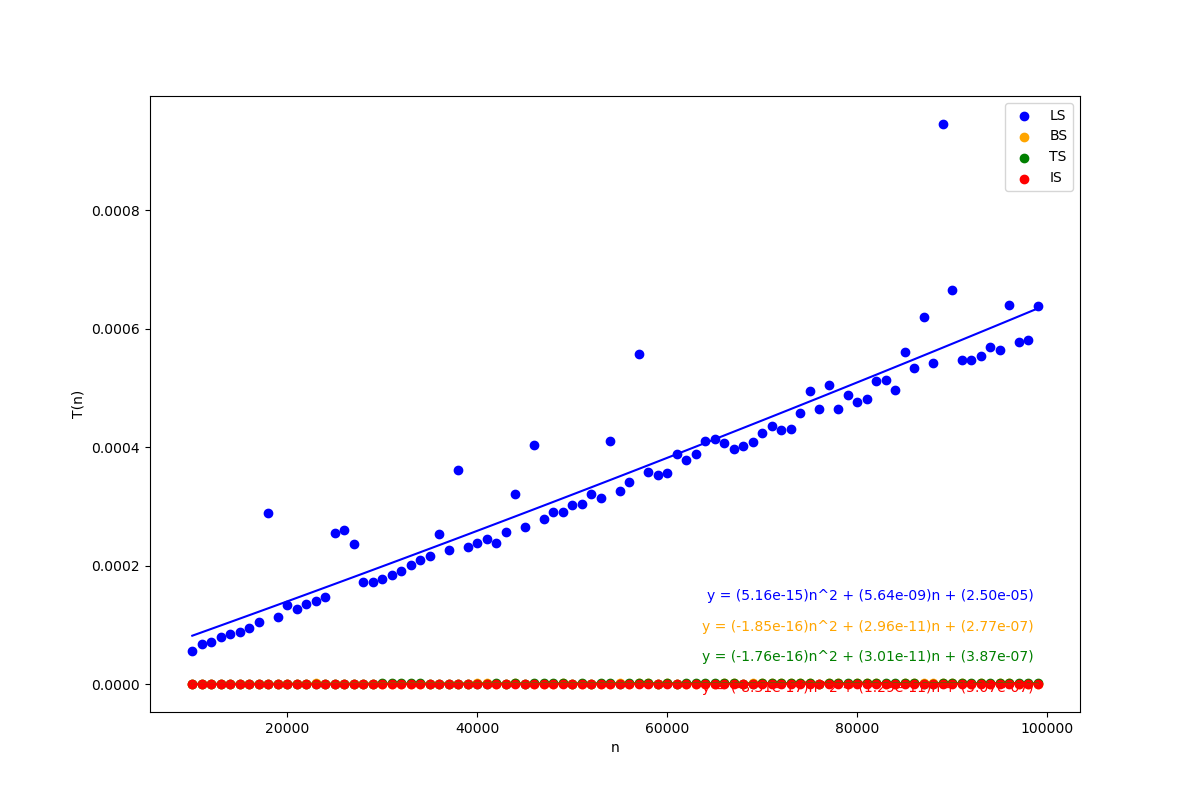 LS
BS
TS
IS
0.0008
0.0006
0.0004
0.0002
0.0000
T(n)
y = (5.16e-15)n^2 + (5.64e-09)n + (2.50e-05)
y = (-1.85e-16)n^2 + (2.96e-11)n + (2.77e-07)
y = (-1.76e-16)n^2 + (3.01e-11)n + (3.87e-07)
20000
40000
60000
80000
100000
n